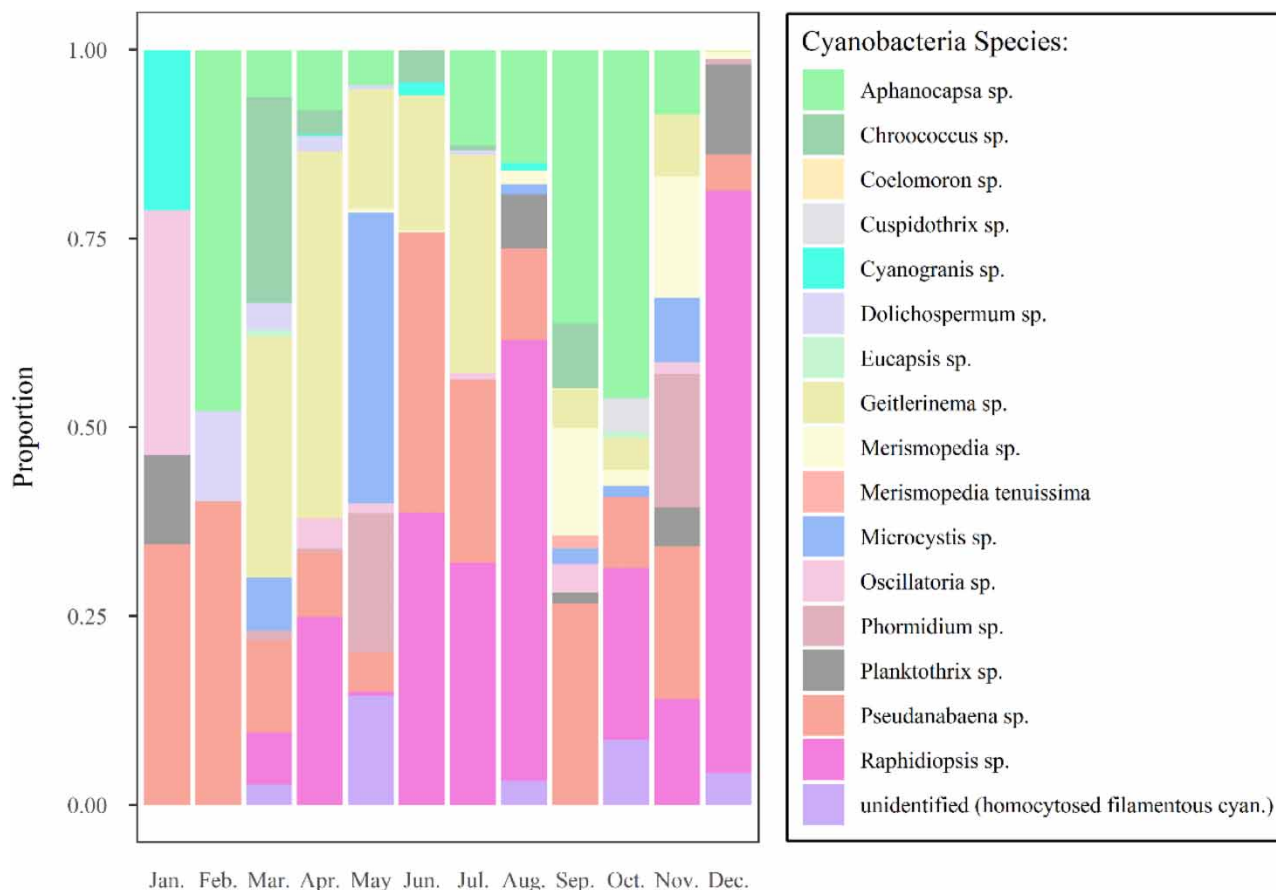 Proportion
1.00
0.75
0.50
0.25
0.00
Jan. Feb. Mar. Apr. May Jun. Jul. Aug. Sep. Oct. Nov. Dec.
Cyanobacteria Species:
Aphanocapsa sp.
Chroococcus sp.
Coelomoron sp.
Cuspidothrix sp.
Cyanogranis sp.
Dolichospermum sp.
Eucapsis sp.
Geitlerinema sp.
Merismopedia sp.
Merismopedia tenuissima
Microcystis sp.
Oscillatoria sp.
Phormidium sp.
Planktothrix sp.
Pseudanabaena sp.
Raphidiopsis sp.
unidentified (homocytosed filamentous cyan.)